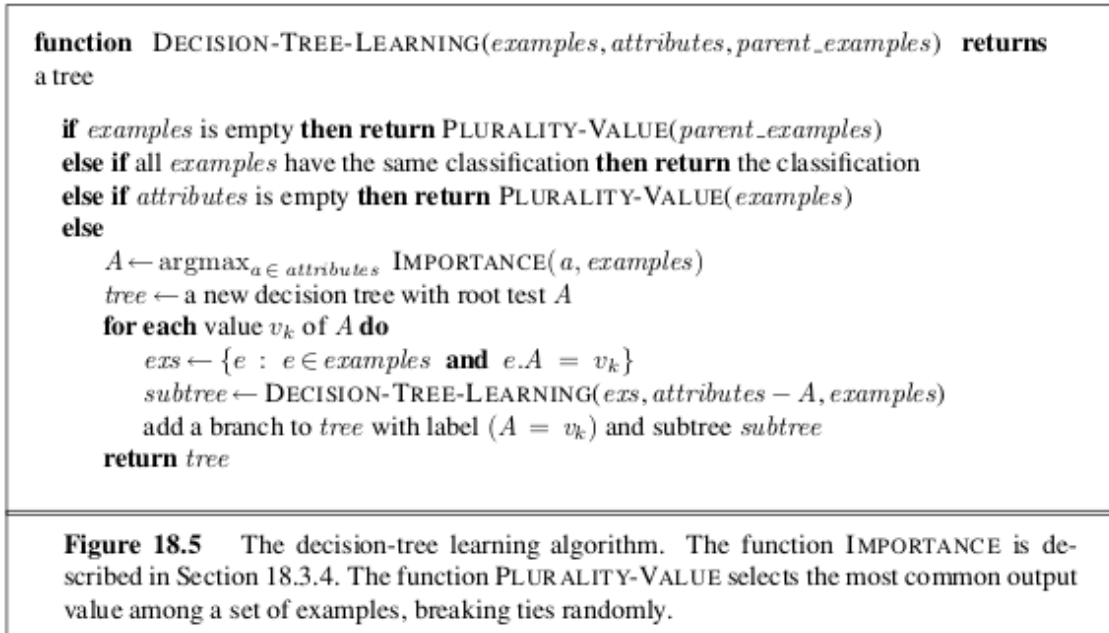 function DECISION-TREE-LEARNING(examples, attributes, parent_examples) returns
a tree
if examples is empty then return PLURALITY-VALUE(parent_examples)
else if all examples have the same classification then return the classification
else if attributes is empty then return PLURALITY-VALUE(examples)
else
A ← argmax a ∈ attributes IMPORTANCE(a, examples)
tree ← a new decision tree with root test A
for each value vk of A do
exs ← {e : e ∈ examples and e.A = vk}
subtree ← DECISION-TREE-LEARNING(exs, attributes − A, examples)
add a branch to tree with label (A = vk) and subtree subtree
return tree
Figure 18.5 The decision-tree learning algorithm. The function IMPORTANCE is de-
scribed in Section 18.3.4. The function PLURALITY-VALUE selects the most common output
value among a set of examples, breaking ties randomly.